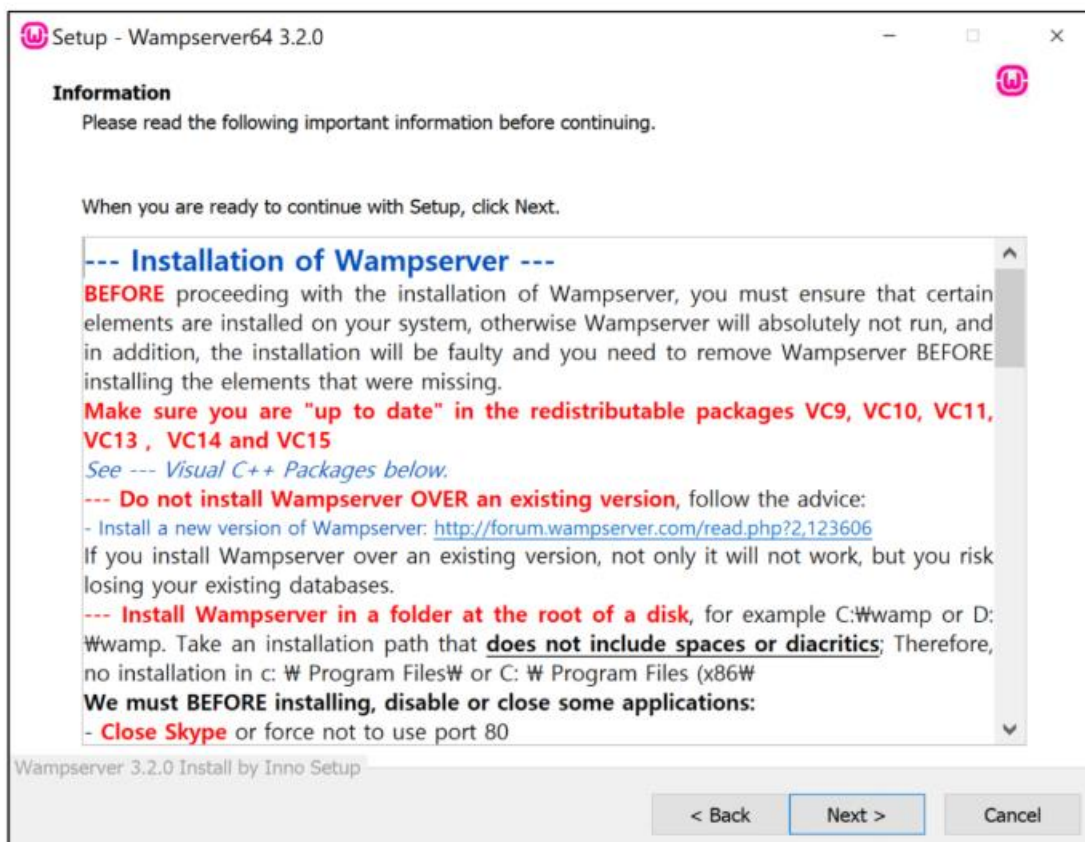 Setup - Wampserver64 3.2.0
Information
Please read the following important information before continuing.
When you are ready to continue with Setup, click Next.
--- Installation of Wampserver ---
BEFORE proceeding with the installation of Wampserver, you must ensure that certain
elements are installed on your system, otherwise Wampserver will absolutely not run, and
in addition, the installation will be faulty and you need to remove Wampserver BEFORE
installing the elements that were missing.
Make sure you are "up to date" in the redistributable packages VC9, VC10, VC11,
VC13 , VC14 and VC15
See --- Visual C++ Packages below.
--- Do not install Wampserver OVER an existing version, follow the advice:
- Install a new version of Wampserver: http://forum.wampserver.com/read.php?2,123606
If you install Wampserver over an existing version, not only it will not work, but you risk
losing your existing databases.
--- Install Wampserver in a folder at the root of a disk, for example C:₩wamp or D:
₩wamp. Take an installation path that does not include spaces or diacritics; Therefore,
no installation in c: ₩ Program Files₩ or C: ₩ Program Files (x86₩
We must BEFORE installing, disable or close some applications:
- Close Skype or force not to use port 80
Wampserver 3.2.0 Install by Inno Setup
< Back Next > Cancel